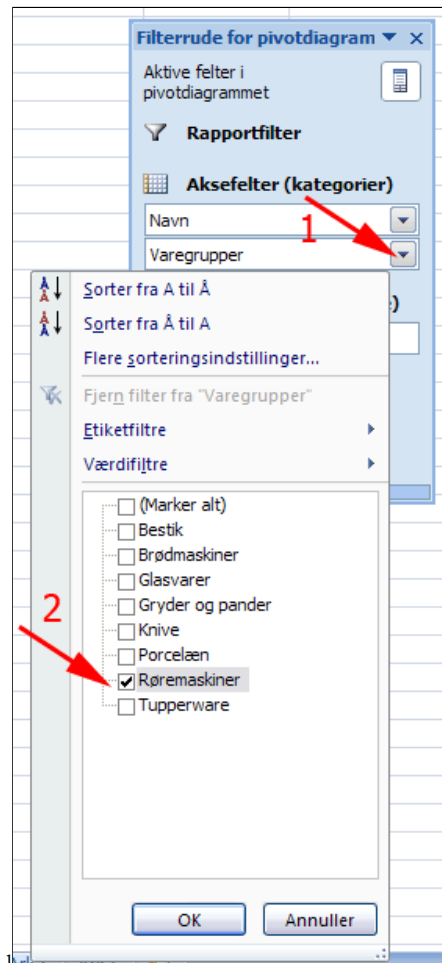 Filterrude for pivotdiagram
Aktive felter i
pivotdiagrammet
Rapportfilter
Aksefelter (kategorier)
1
Navn
Varegrupper
Sorter fra A til Å
Sorter fra Å til A
Flere sorteringsindstillinger...
Fjern filter fra "Varegrupper"
Etiketfiltre
Værdifiltre
(Marker alt)
Bestik
Brødmaskiner
Glasvarer
Gryder og pander
2
Knive
Porcelæn
Røremaskiner
Tupperware
OK Annuller